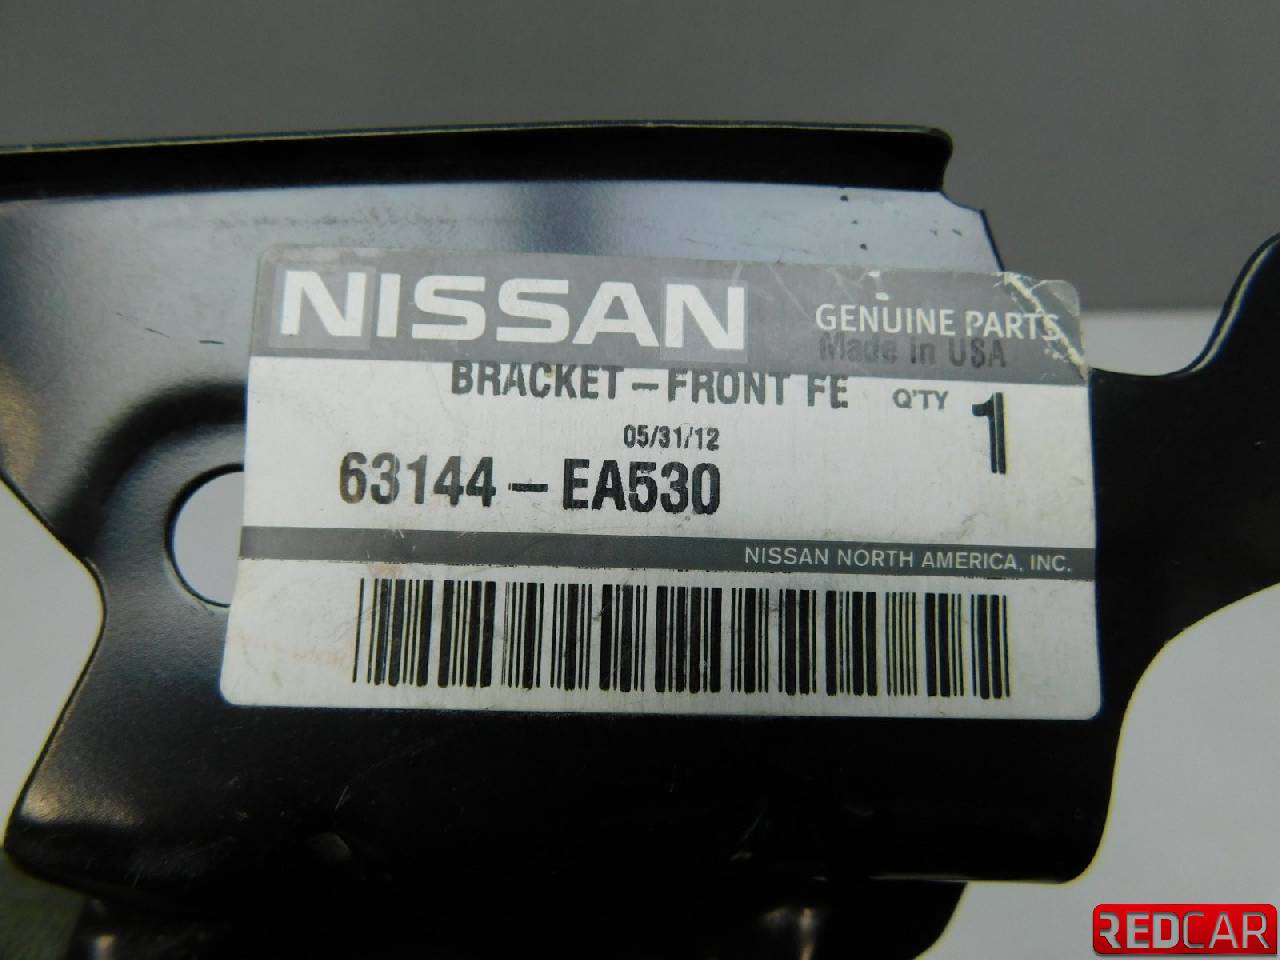 NISSAN
GENUINE PARTS
Made in USA
BRACKET-FRONT FE Q'TY 1
05/31/12
63144-EA530
NISSAN NORTH AMERICA, INC.
REDCAR